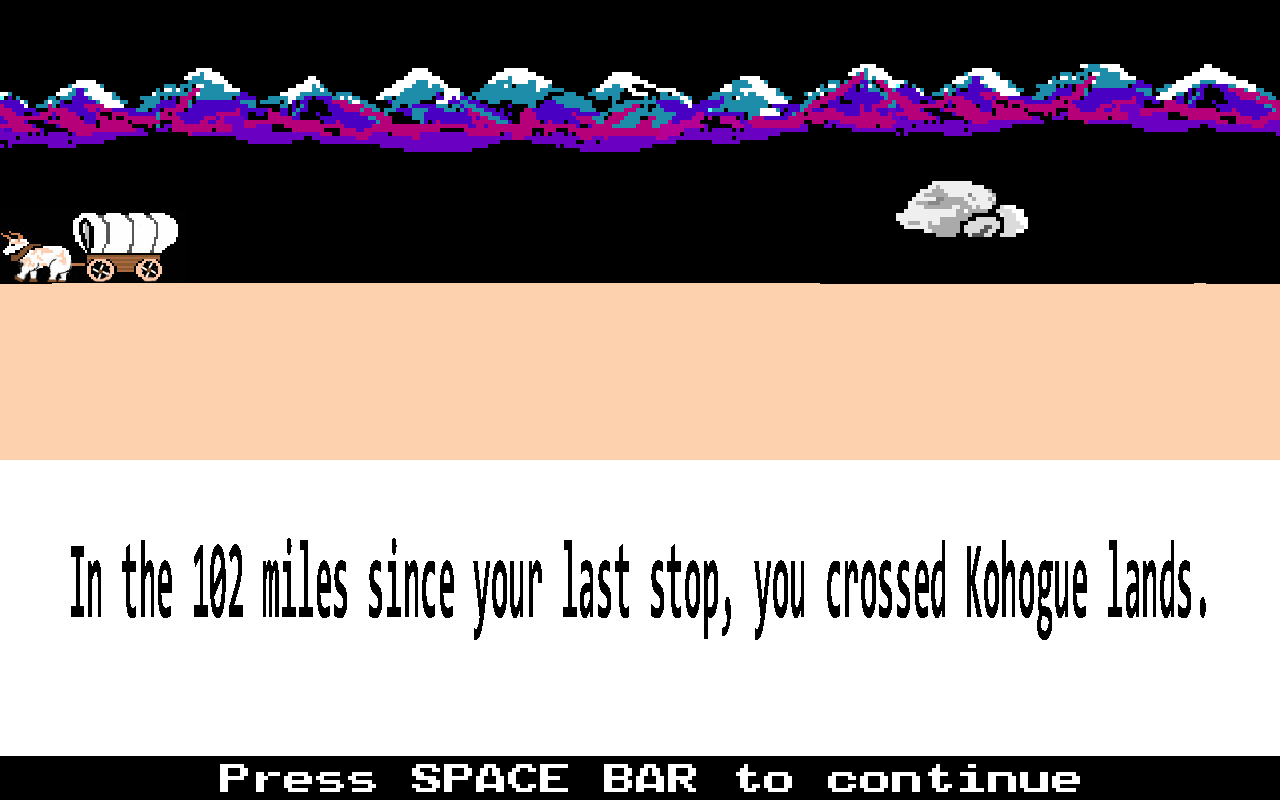 In the 102 miles since your last stop, you crossed Kohogue lands.
Press SPACE BAR to continue